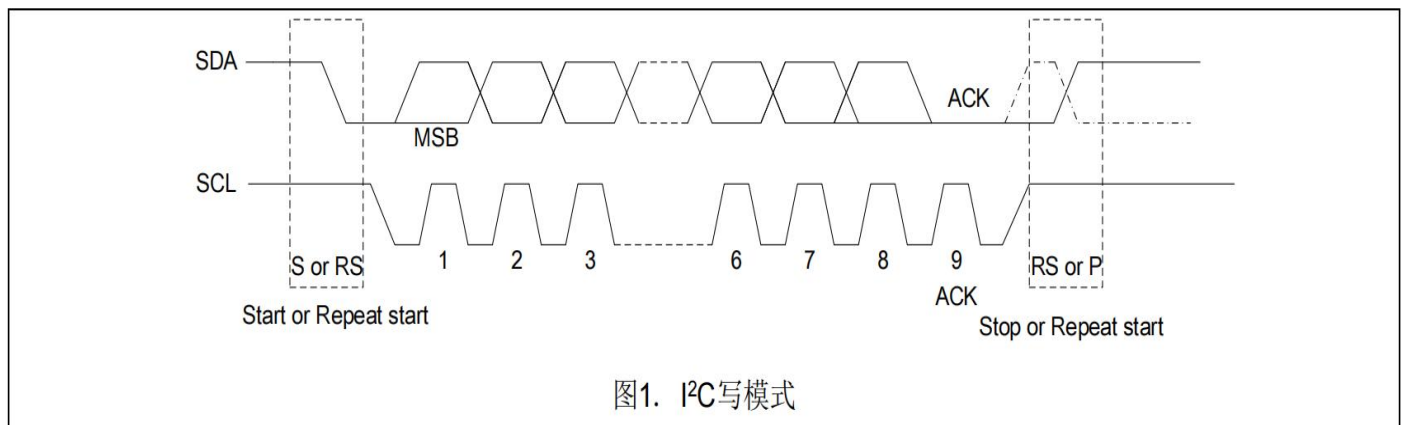 SDA
ACK
MSB
SCL
S or RS 1 2 3 6 7 8 9 RS or P
ACK
Start or Repeat start Stop or Repeat start
图1. I²C写模式